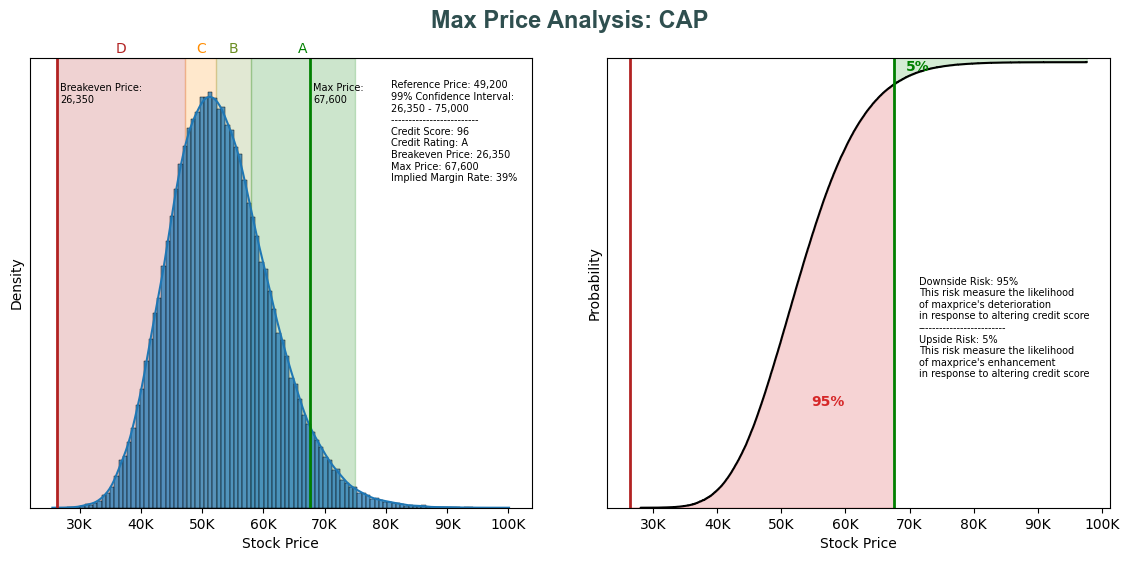 Max Price Analysis: CAP
D C B A
Breakeven Price:
26,350
Max Price:
67,600
Reference Price: 49,200
99% Confidence Interval:
26,350 - 75,000
-------------------------
Credit Score: 96
Credit Rating: A
Breakeven Price: 26,350
Max Price: 67,600
Implied Margin Rate: 39%
Density
30K 40K 50K 60K 70K 80K 90K 100K
Stock Price
5%
95%
Downside Risk: 95%
This risk measure the likelihood
of maxprice's deterioration
in response to altering credit score
-------------------------
Upside Risk: 5%
This risk measure the likelihood
of maxprice's enhancement
in response to altering credit score
Probability
30K 40K 50K 60K 70K 80K 90K 100K
Stock Price